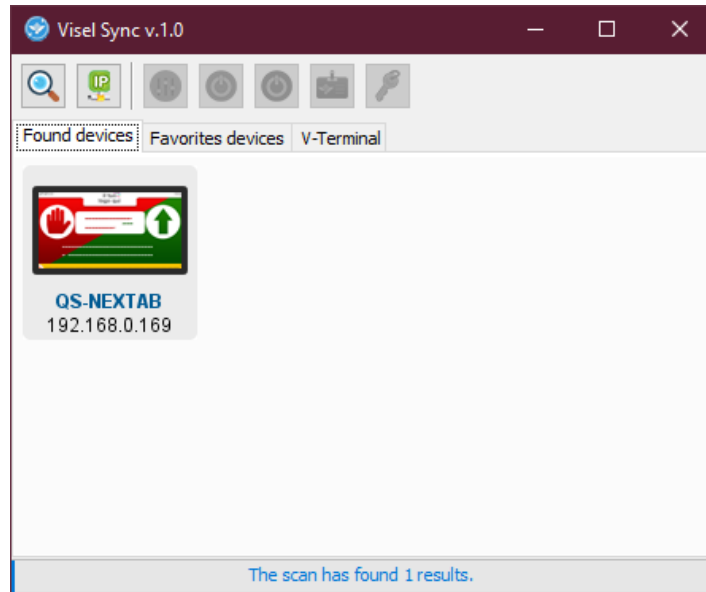 Visel Sync v.1.0
IP
Found devices
Favorites devices
V-Terminal
QS-NEXTAB
192.168.0.169
The scan has found 1 results.